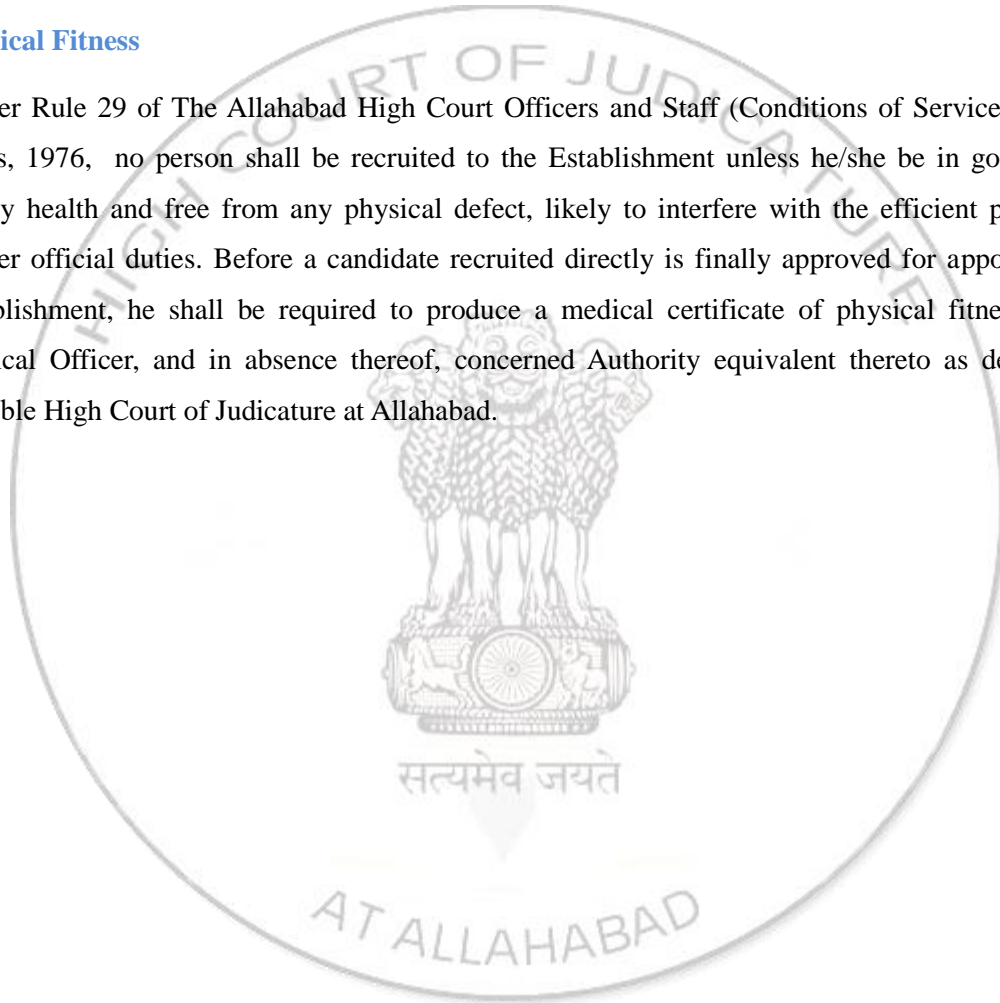 ical Fitness
er Rule 29 of The Allahabad High Court Officers and Staff (Conditions of Service
s, 1976, no person shall be recruited to the Establishment unless he/she be in go
y health and free from any physical defect, likely to interfere with the efficient p
er official duties. Before a candidate recruited directly is finally approved for appo
blishment, he shall be required to produce a medical certificate of physical fitne
ical Officer, and in absence thereof, concerned Authority equivalent thereto as de
ble High Court of Judicature at Allahabad.
HIGH COURT OF JUDICATURE
सत्यमेव जयते
AT ALLAHABAD